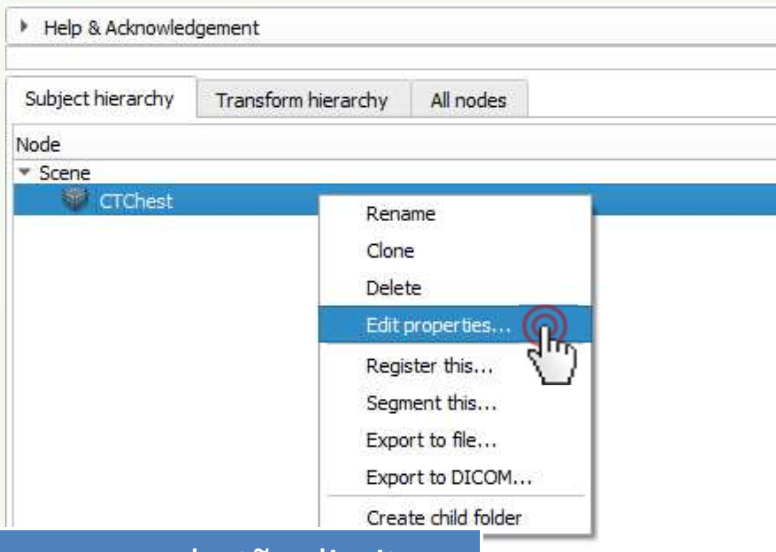 Help & Acknowledgement
Subject hierarchy Transform hierarchy All nodes
Node
Scene
CTChest
Rename
Clone
Delete
Edit properties...
Register this...
Segment this...
Export to file...
Export to DICOM...
Create child folder